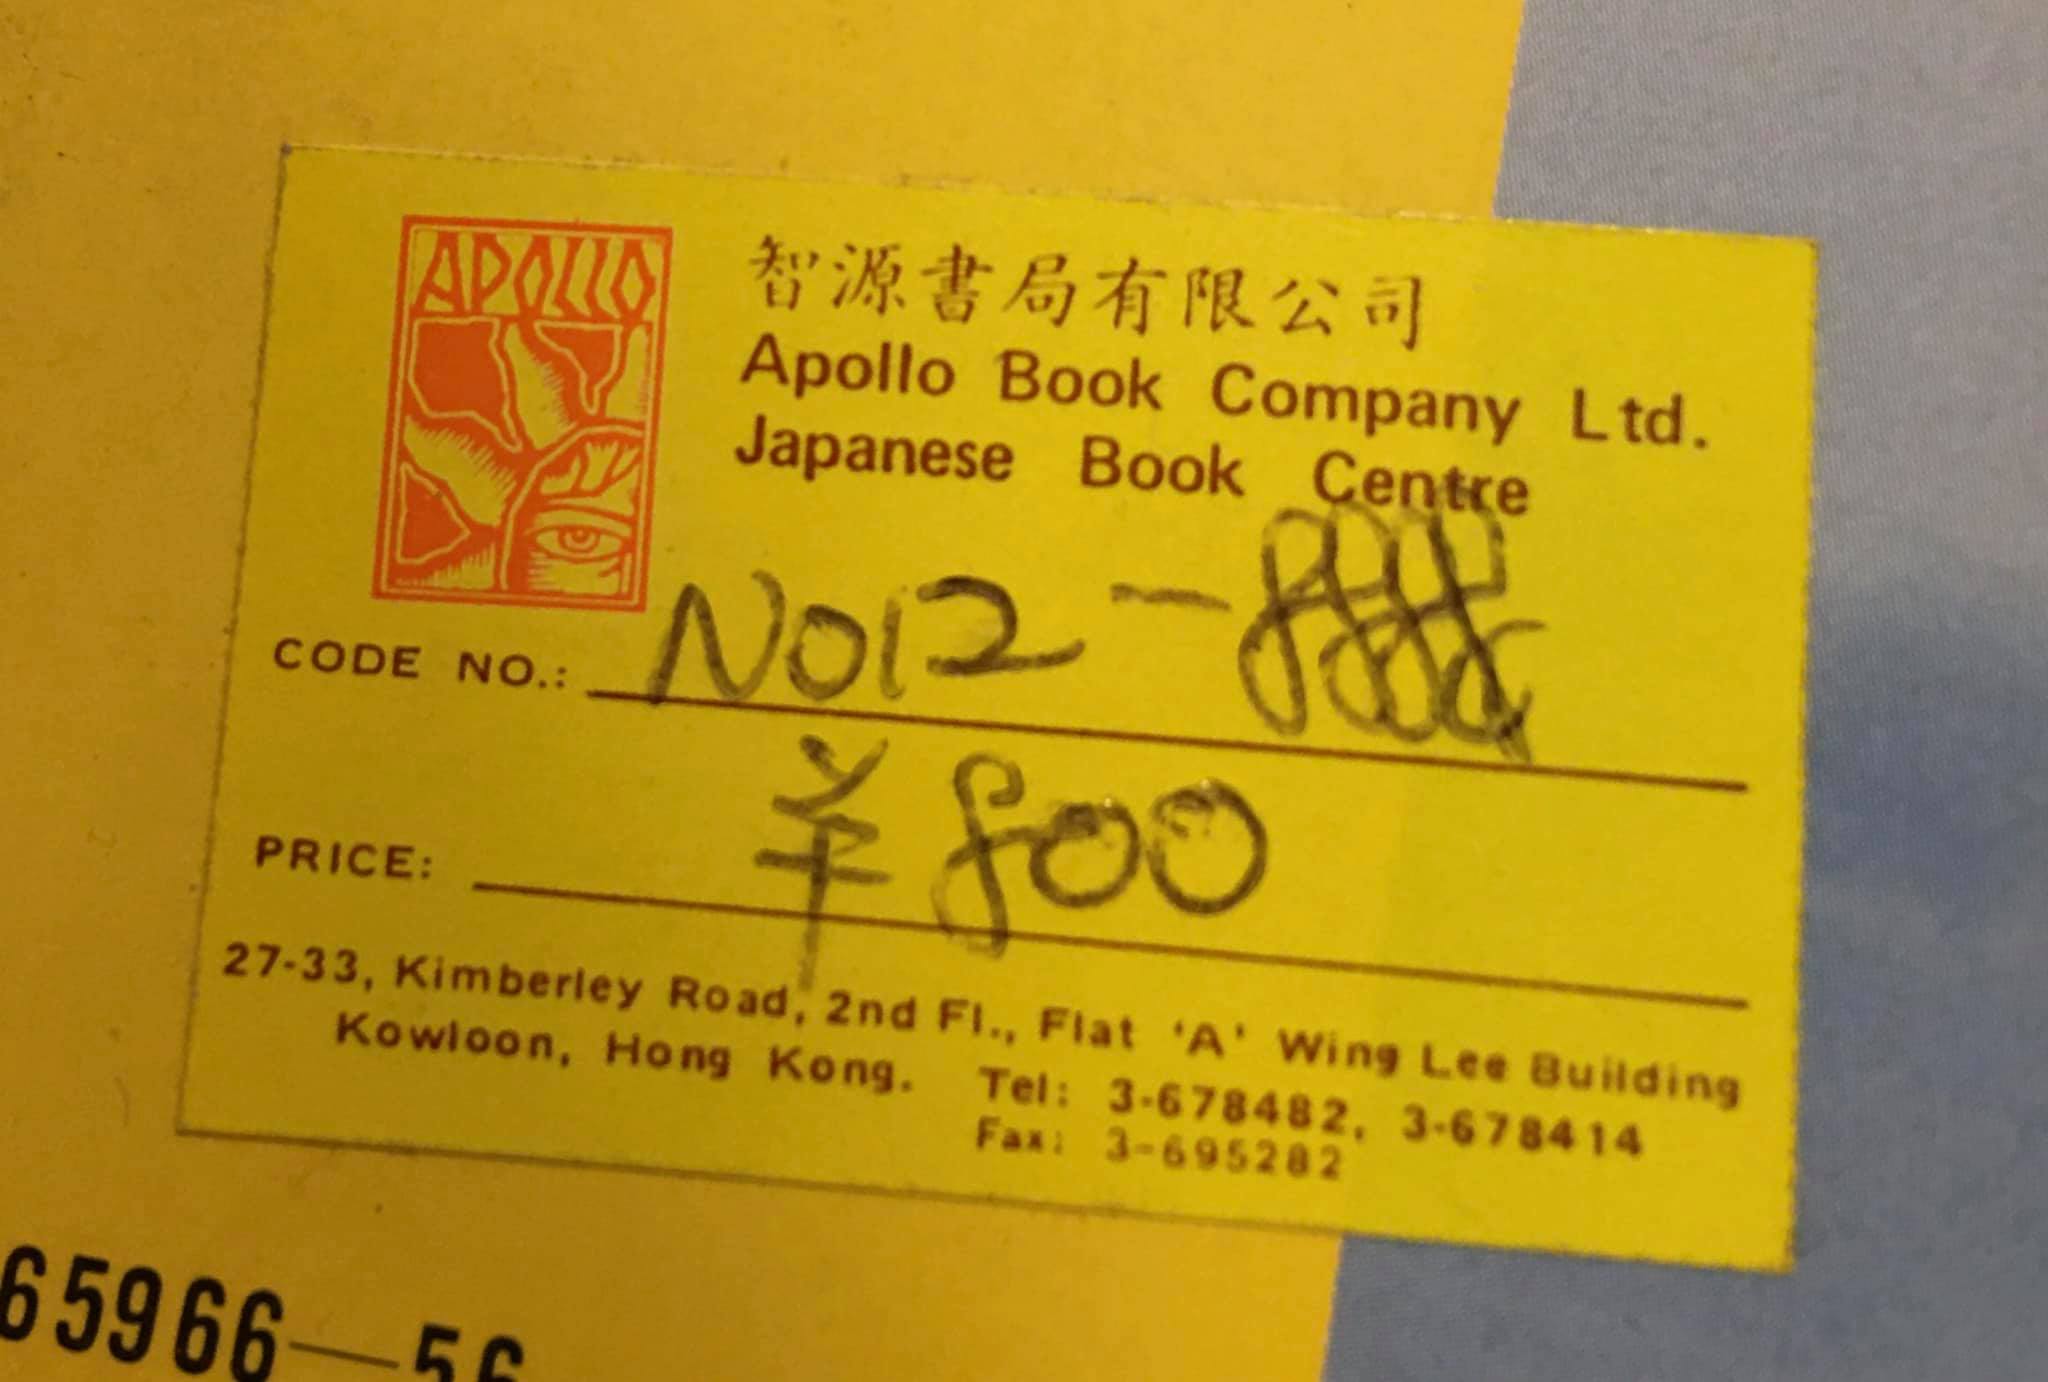 APOLLO
智源書局有限公司
Apollo Book Company Ltd.
Japanese Book Centre
CODE NO.: N012 -
PRICE: ¥800
27-33, Kimberley Road, 2nd Fl., Flat 'A' Wing Lee Building
Kowloon, Hong Kong. Tel: 3-678482, 3-678414
Fax: 3-695282
65966—56